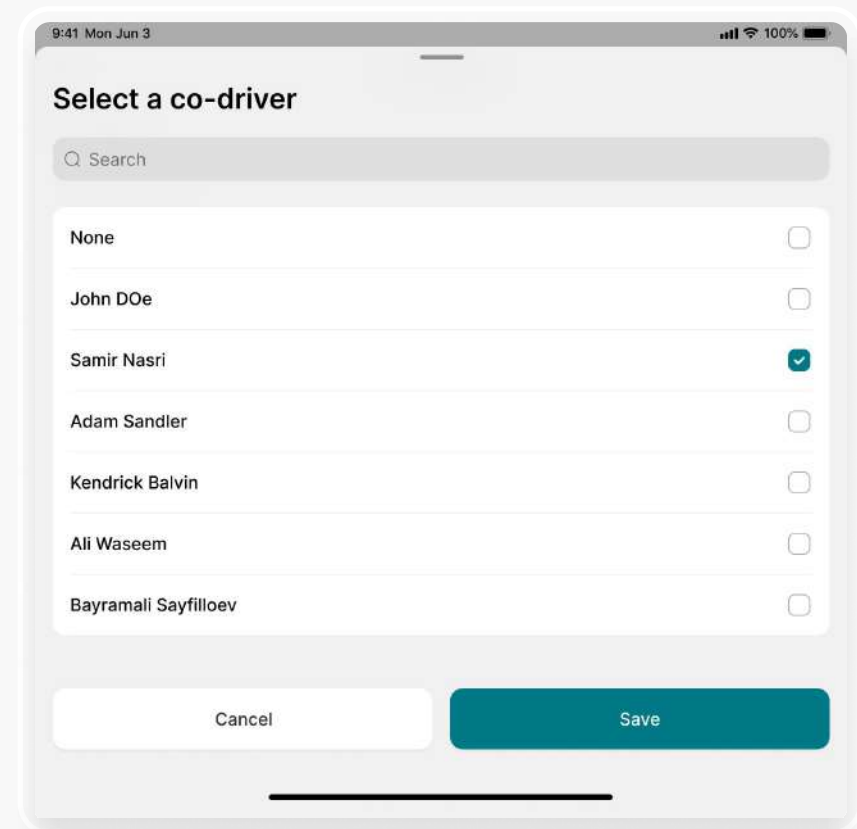 9:41 Mon Jun 3
100%
Select a co-driver
Search
None
John DOe
Samir Nasri
Adam Sandler
Kendrick Balvin
Ali Waseem
Bayramali Sayfilloev
Cancel
Save